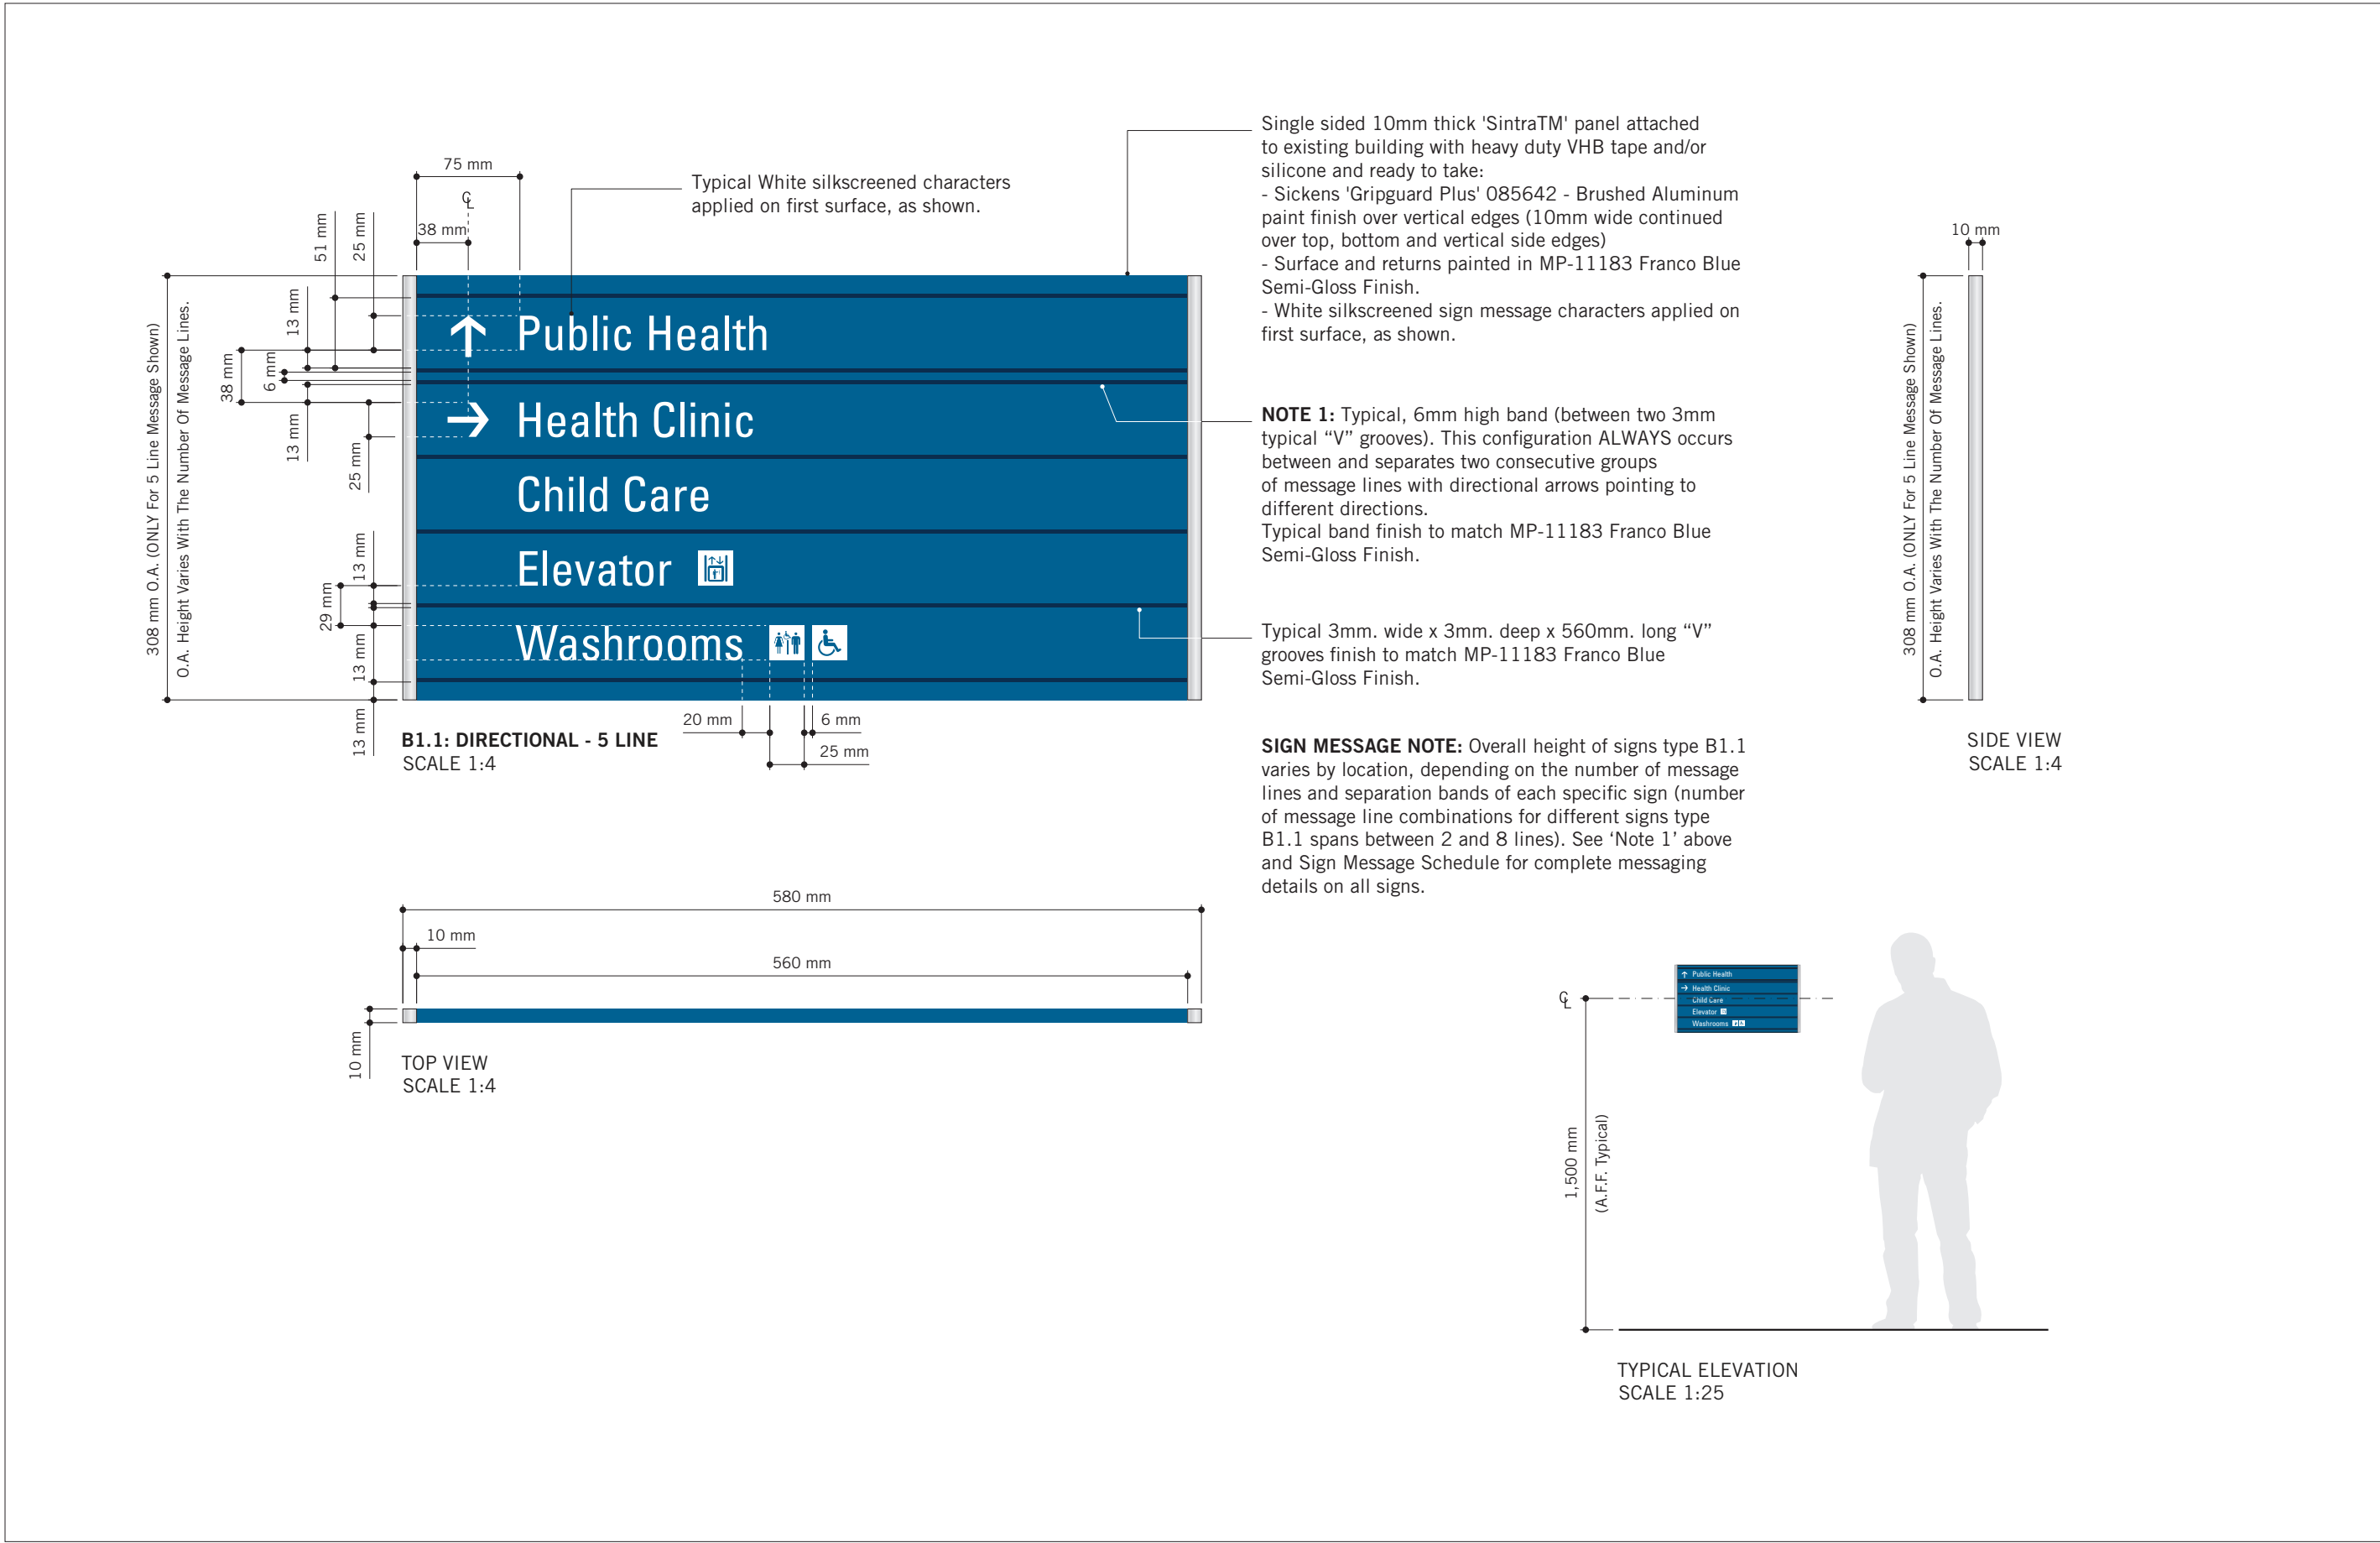 75 mm
℄
38 mm
51 mm
25 mm
13 mm
38 mm
6 mm
13 mm
25 mm
308 mm O.A. (ONLY For 5 Line Message Shown)
O.A. Height Varies With The Number Of Message Lines.
13 mm
29 mm
13 mm
13 mm
Typical White silkscreened characters
applied on first surface, as shown.
Public Health
Health Clinic
Child Care
Elevator
Washrooms
20 mm
6 mm
25 mm
B1.1: DIRECTIONAL - 5 LINE
SCALE 1:4
Single sided 10mm thick 'SintraTM' panel attached
to existing building with heavy duty VHB tape and/or
silicone and ready to take:
- Sickens 'Gripguard Plus' 085642 - Brushed Aluminum
paint finish over vertical edges (10mm wide continued
over top, bottom and vertical side edges)
- Surface and returns painted in MP-11183 Franco Blue
Semi-Gloss Finish.
- White silkscreened sign message characters applied on
first surface, as shown.
NOTE 1: Typical, 6mm high band (between two 3mm
typical “V” grooves). This configuration ALWAYS occurs
between and separates two consecutive groups
of message lines with directional arrows pointing to
different directions.
Typical band finish to match MP-11183 Franco Blue
Semi-Gloss Finish.
Typical 3mm. wide x 3mm. deep x 560mm. long “V”
grooves finish to match MP-11183 Franco Blue
Semi-Gloss Finish.
SIGN MESSAGE NOTE: Overall height of signs type B1.1
varies by location, depending on the number of message
lines and separation bands of each specific sign (number
of message line combinations for different signs type
B1.1 spans between 2 and 8 lines). See ‘Note 1’ above
and Sign Message Schedule for complete messaging
details on all signs.
10 mm
308 mm O.A. (ONLY For 5 Line Message Shown)
O.A. Height Varies With The Number Of Message Lines.
SIDE VIEW
SCALE 1:4
580 mm
10 mm
560 mm
10 mm
TOP VIEW
SCALE 1:4
℄
Public Health
Health Clinic
Child Care
Elevator
Washrooms
1,500 mm
(A.F.F. Typical)
TYPICAL ELEVATION
SCALE 1:25